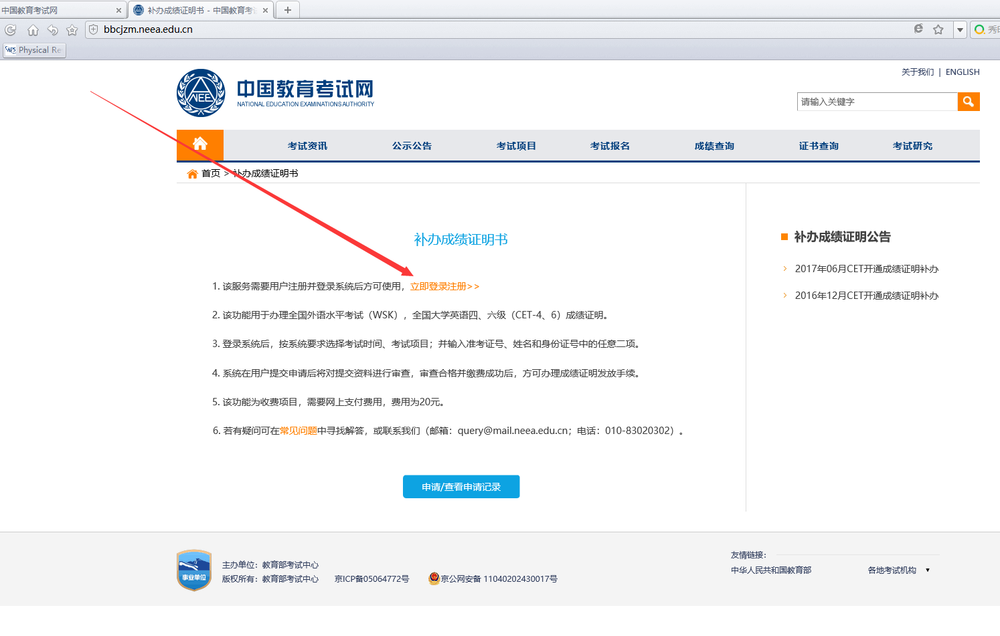 中国教育考试网
补办成绩证明书 - 中国教育考试
bbcjzm.neea.edu.cn
Physical Re
关于我们 | ENGLISH
NEEA
中国教育考试网
NATIONAL EDUCATION EXAMINATIONS AUTHORITY
请输入关键字
考试资讯 公示公告 考试项目 考试报名 成绩查询 证书查询 考试研究
首页 > 补办成绩证明书
补办成绩证明书
1. 该服务需要用户注册并登录系统后方可使用，立即登录注册>>
2. 该功能用于办理全国外语水平考试（WSK），全国大学英语四、六级（CET-4、6）成绩证明。
3. 登录系统后，按系统要求选择考试时间、考试项目；并输入准考证号、姓名和身份证号中的任意二项。
4. 系统在用户提交申请后将对提交资料进行审查，审查合格并缴费成功后，方可办理成绩证明发放手续。
5. 该功能为收费项目，需要网上支付费用，费用为20元。
6. 若有疑问可在常见问题中寻找解答，或联系我们（邮箱：query@mail.neea.edu.cn；电话：010-83020302）。
申请/查看申请记录
补办成绩证明公告
2017年06月CET开通成绩证明补办
2016年12月CET开通成绩证明补办
事业单位
主办单位：教育部考试中心
版权所有：教育部考试中心 京ICP备05064772号 京公网安备 11040202430017号
友情链接：
中华人民共和国教育部 各地考试机构